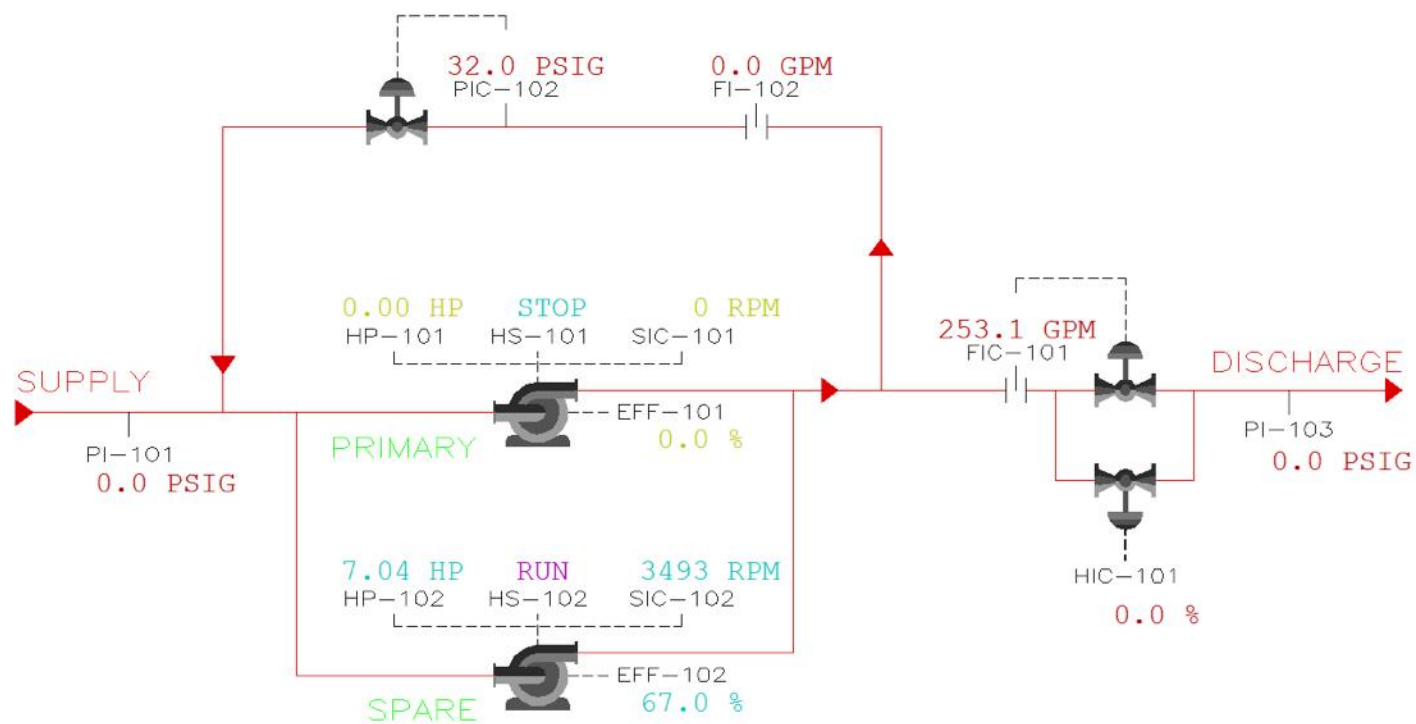 32.0 PSIG 0.0 GPM
PIC-102 FI-102
0.00 HP STOP 0 RPM
HP-101 HS-101 SIC-101
253.1 GPM
FIC-101
SUPPLY DISCHARGE
EFF-101
PI-101 PRIMARY 0.0 % PI-103
0.0 PSIG 0.0 PSIG
7.04 HP RUN 3493 RPM
HP-102 HS-102 SIC-102
HIC-101
0.0 %
EFF-102
SPARE 67.0 %